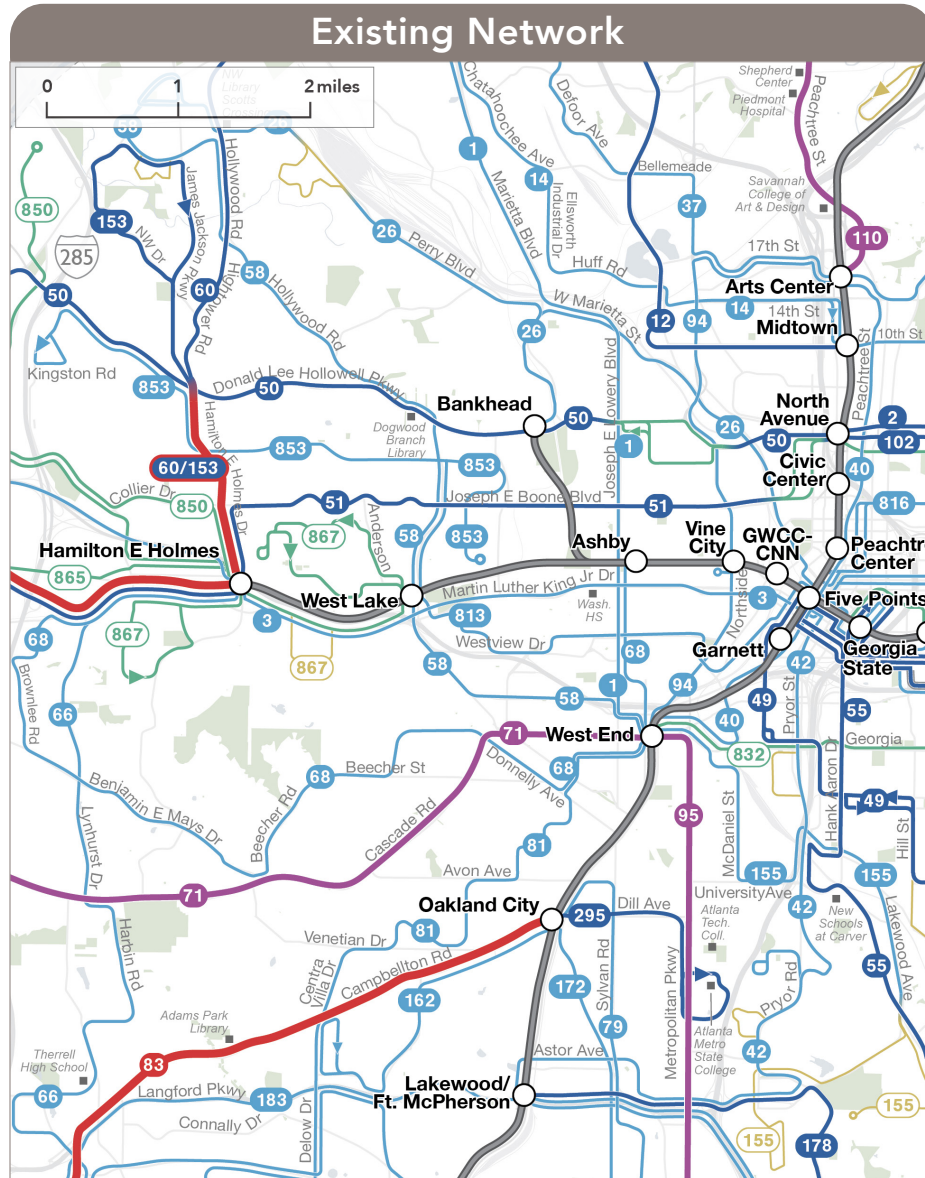 Existing Network
0 1 2 miles
NW
Library
Scotts
58
26
Shepherd
Center
Piedmont
Hospital
Peachtree St
Chatahoochee Ave
Defoor Ave
1
14
Bellemeade
Hollywood Rd
James Jackson Pkwy
850
153
NW Dr
285
26
Perry Blvd
Marietta Blvd
Ellsworth
Industrial Dr
37
Savannah
College of
Art & Design
110
17th St
58
Hollywood Rd
60
Hightower Rd
50
Huff Rd
Arts Center
14
14th St
Midtown
10th St
W Marietta St
26
12
94
Kingston Rd
853
Donald Lee Hollowell Pkwy
50
Peachtree St
Bankhead
50
Joseph E Lowery Blvd
North
Avenue
2
102
26
50
1
Dogwood
Branch
Library
Hamilton E Holmes Dr
853
853
Civic
Center
40
60/153
Collier Dr
850
51
Joseph E Boone Blvd
51
816
867
Anderson
58
853
Ashby
Vine
City
GWCC-
CNN
Peachtr
Center
Hamilton E Holmes
865
West Lake
Martin Luther King Jr Dr
Wash.
HS
Northside
3
Five Points
3
813
867
68
Westview Dr
68
Garnett
42
Georgia
State
867
58
58
1
94
Brownlee Rd
66
49
Pryor St
55
40
71
West End
832
Georgia
68
Beecher St
68
Donnelly Ave
Hank Aaron Dr
Benjamin E Mays Dr
Beecher Rd
Cascade Rd
95
McDaniel St
49
Hill St
81
Lynhurst Dr
71
Avon Ave
155
155
UniversityAve
42
Oakland City
295
Dill Ave
Atlanta
Tech.
Coll.
New
Schools
at Carver
Lakewood Ave
Harbin Rd
Venetian Dr
81
Centra
Villa Dr
Campbellton Rd
162
172
Sylvan Rd
Metropolitan Pkwy
Pryor Rd
55
Adams Park
Library
79
Atlanta
Metro
State
College
42
Therrell
High School
83
Astor Ave
66
Langford Pkwy
183
Connally Dr
Delow Dr
Lakewood/
Ft. McPherson
155
155
178